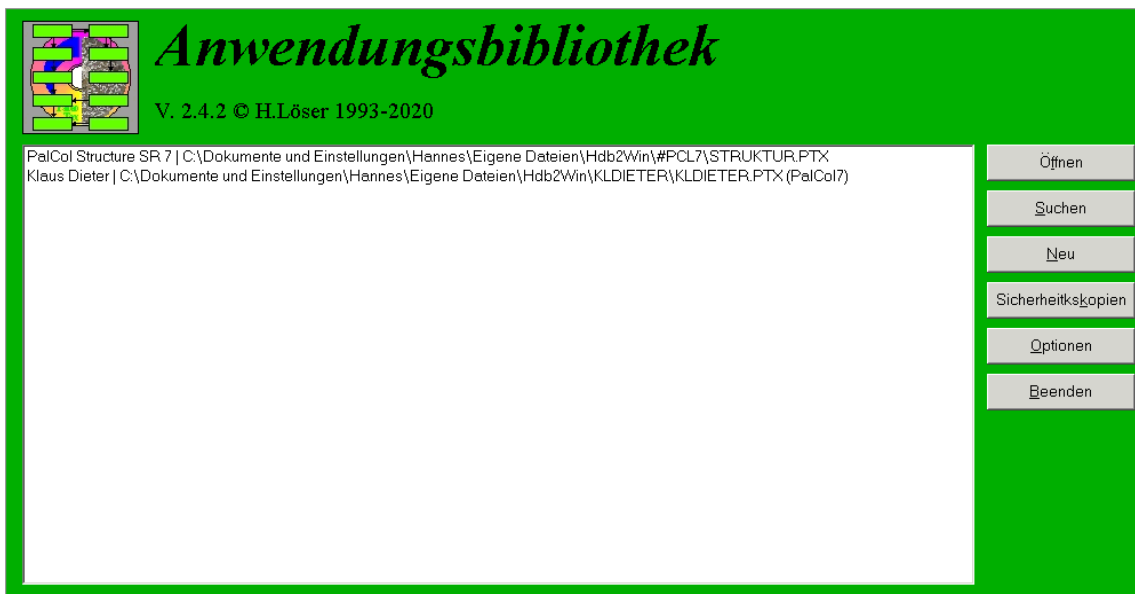 Anwendungsbibliothek
V. 2.4.2 © H.Löser 1993-2020
PalCol Structure SR 7 | C:\Dokumente und Einstellungen\Hannes\Eigene Dateien\Hdb2Win\#PCL7\STRUKTUR.PTX
Klaus Dieter | C:\Dokumente und Einstellungen\Hannes\Eigene Dateien\Hdb2Win\KLDIETER\KLDIETER.PTX (PalCol7)
Öffnen
Suchen
Neu
Sicherheitkskopien
Optionen
Beenden